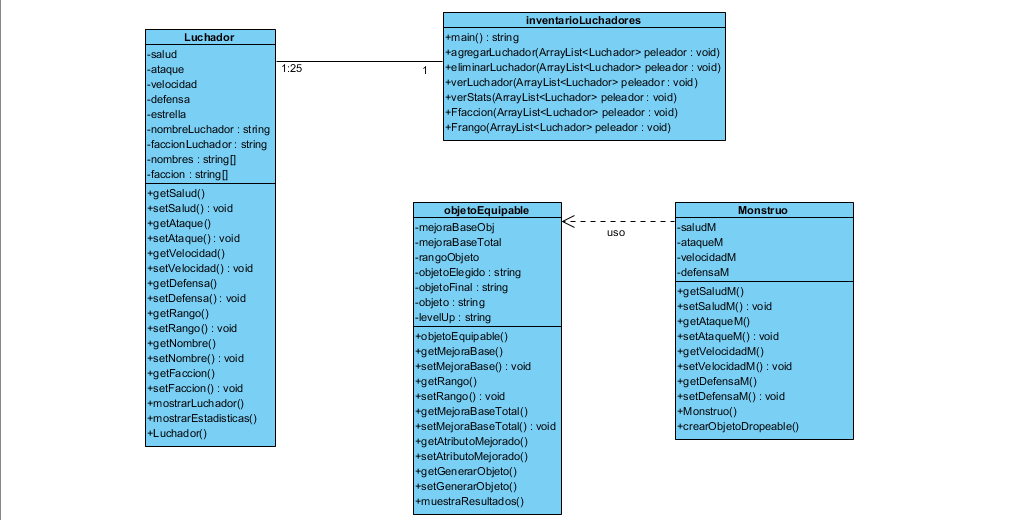 Luchador
-salud
-ataque
-velocidad
-defensa
-estrella
-nombreLuchador : string
-faccionLuchador : string
-nombres : string[]
-faccion : string[]
+getSalud()
+setSalud() : void
+getAtaque()
+setAtaque() : void
+getVelocidad()
+setVelocidad() : void
+getDefensa()
+setDefensa() : void
+getRango()
+setRango() : void
+getNombre()
+setNombre() : void
+getFaccion()
+setFaccion() : void
+mostrarLuchador()
+mostrarEstadisticas()
+Luchador()
1:25
1
inventarioLuchadores
+main() : string
+agregarLuchador(ArrayList<Luchador> peleador : void)
+eliminarLuchador(ArrayList<Luchador> peleador : void)
+verLuchador(ArrayList<Luchador> peleador : void)
+verStats(ArrayList<Luchador> peleador : void)
+Ffaccion(ArrayList<Luchador> peleador : void)
+Frango(ArrayList<Luchador> peleador : void)
objetoEquipable
-mejoraBaseObj
-mejoraBaseTotal
-rangoObjeto
-objetoElegido : string
-objetoFinal : string
-objeto : string
-levelUp : string
+objetoEquipable()
+getMejoraBase()
+setMejoraBase() : void
+getRango()
+setRango() : void
+getMejoraBaseTotal()
+setMejoraBaseTotal() : void
+getAtributoMejorado()
+setAtributoMejorado()
+getGenerarObjeto()
+setGenerarObjeto()
+muestraResultados()
uso
Monstruo
-saludM
-ataqueM
-velocidadM
-defensaM
+getSaludM()
+setSaludM() : void
+getAtaqueM()
+setAtaqueM() : void
+getVelocidadM()
+setVelocidadM() : void
+getDefensaM()
+setDefensaM() : void
+Monstruo()
+crearObjetoDropeable()